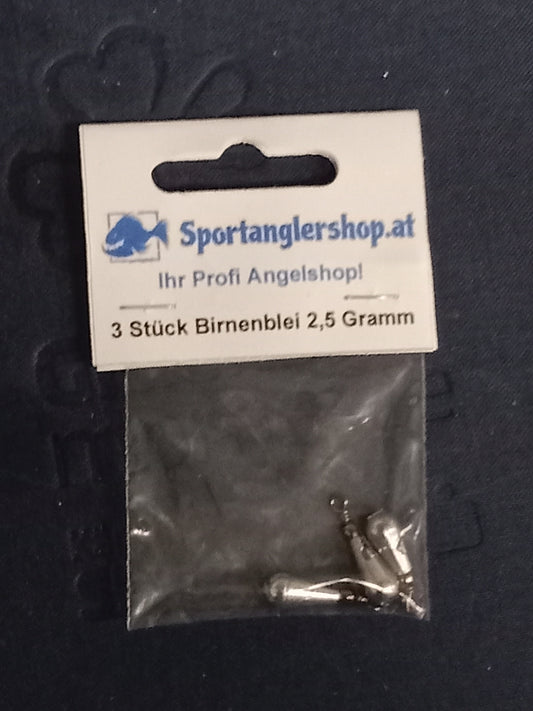 Sportanglershop.at
Ihr Profi Angelshop!
3 Stück Birnenblei 2,5 Gramm